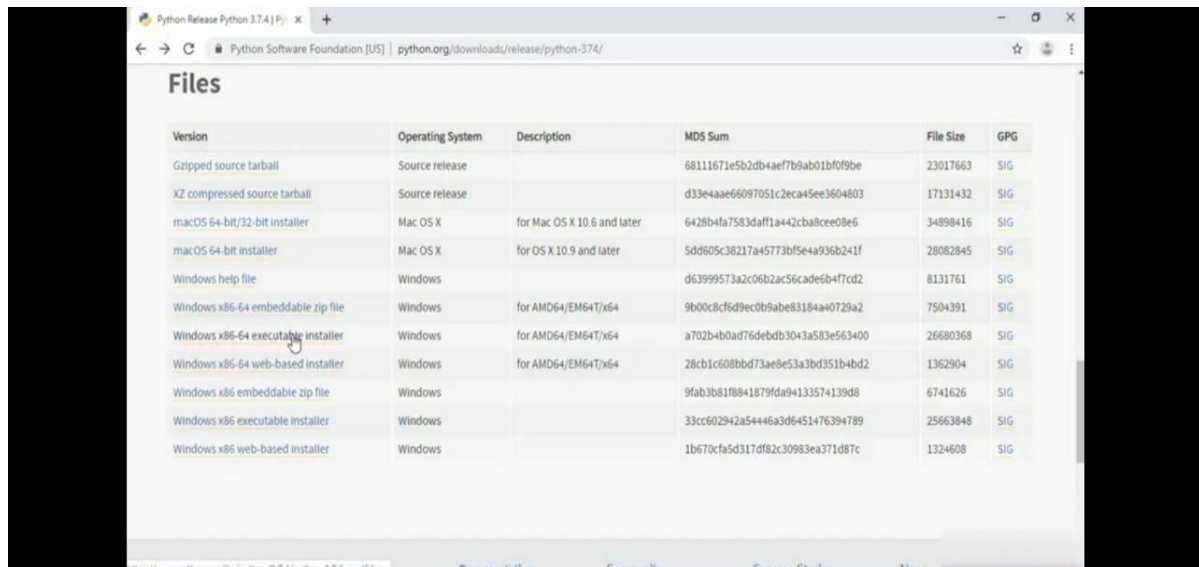 Python Release Python 3.7.4 | Py
Python Software Foundation [US] | python.org/downloads/release/python-374/
Files
Version Operating System Description MD5 Sum File Size GPG
Gzipped source tarball Source release 68111671e5b2db4aef7b9ab01bf0f9be 23017663 SIG
XZ compressed source tarball Source release d33e4aae66097051c2eca45ee3604803 17131432 SIG
macOS 64-bit/32-bit installer Mac OS X for Mac OS X 10.6 and later 6428b4fa7583daff1a442cba8cee08e6 34898416 SIG
macOS 64-bit installer Mac OS X for OS X 10.9 and later 5dd605c38217a45773bf5e4a936b241f 28082845 SIG
Windows help file Windows d63999573a2c06b2ac56cade6b4f7cd2 8131761 SIG
Windows x86-64 embeddable zip file Windows for AMD64/EM64T/x64 9b00c8cf6d9ec0b9abe83184a40729a2 7504391 SIG
Windows x86-64 executable installer Windows for AMD64/EM64T/x64 a702b4b0ad76debdb3043a583e563400 26680368 SIG
Windows x86-64 web-based installer Windows for AMD64/EM64T/x64 28cb1c608bbd73ae8e53a3bd351b4bd2 1362904 SIG
Windows x86 embeddable zip file Windows 9fab3b81f8841879fda94133574139d8 6741626 SIG
Windows x86 executable installer Windows 33cc602942a54446a3d6451476394789 25663848 SIG
Windows x86 web-based installer Windows 1b670cfa5d317df82c30983ea371d87c 1324608 SIG